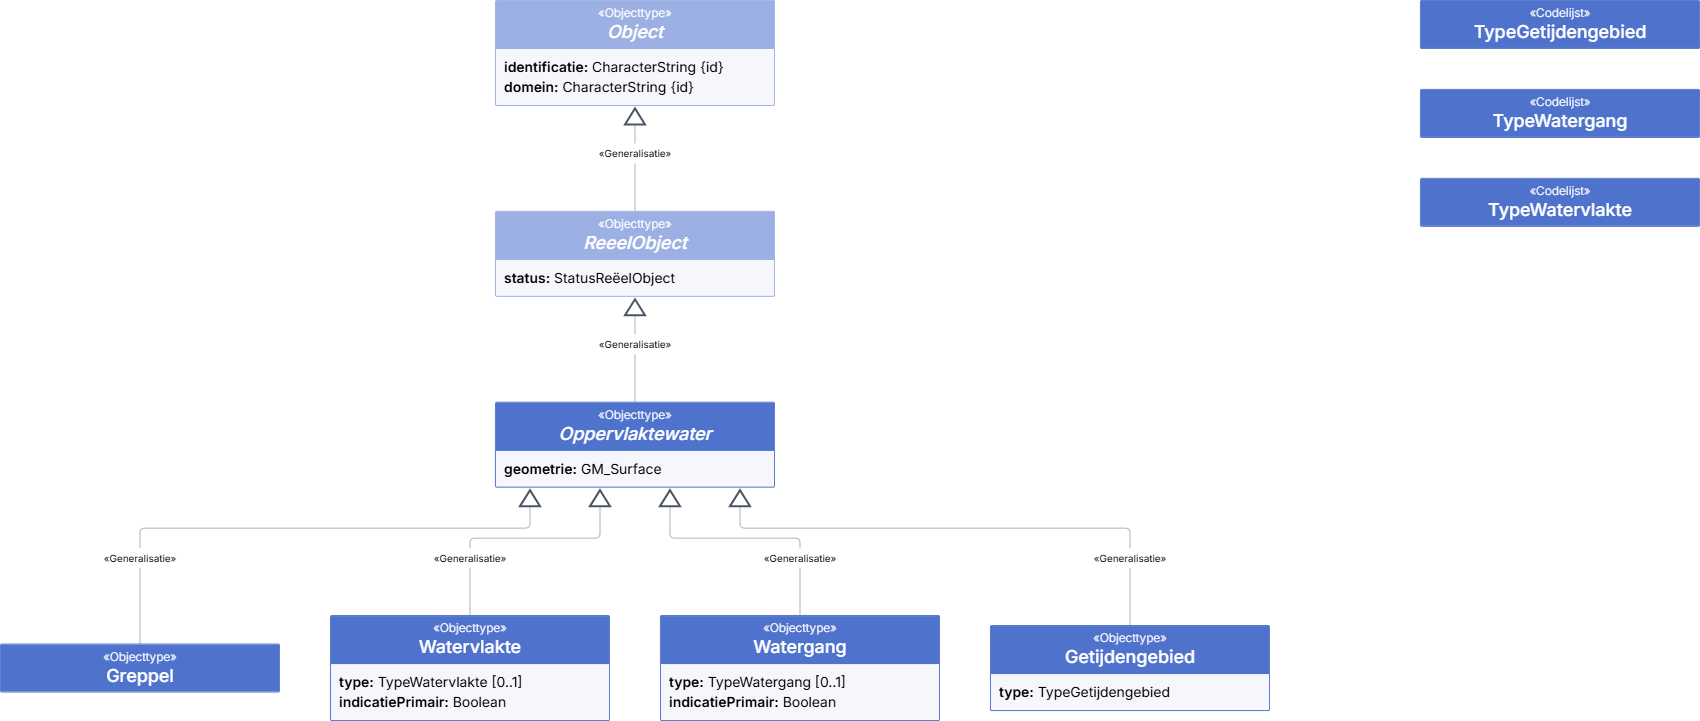 «Objecttype»
Object
identificatie: CharacterString {id}
domein: CharacterString {id}
«Generalisatie»
«Objecttype»
ReeelObject
status: StatusReëelObject
«Generalisatie»
«Objecttype»
Oppervlaktewater
geometrie: GM_Surface
«Generalisatie»
«Generalisatie»
«Generalisatie»
«Generalisatie»
«Objecttype»
Greppel
«Objecttype»
Watervlakte
type: TypeWatervlakte [0..1]
indicatiePrimair: Boolean
«Objecttype»
Watergang
type: TypeWatergang [0..1]
indicatiePrimair: Boolean
«Objecttype»
Getijdengebied
type: TypeGetijdengebied
«Codelijst»
TypeGetijdengebied
«Codelijst»
TypeWatergang
«Codelijst»
TypeWatervlakte